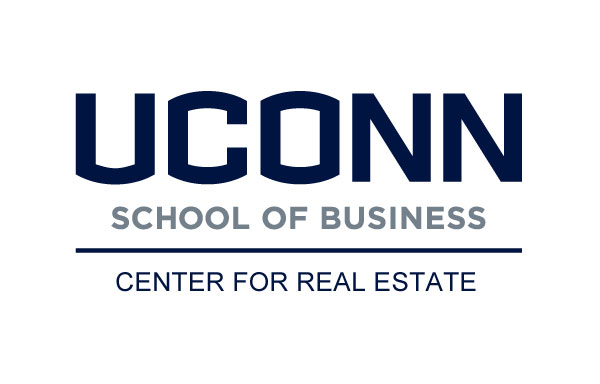 UCONN
SCHOOL OF BUSINESS
CENTER FOR REAL ESTATE